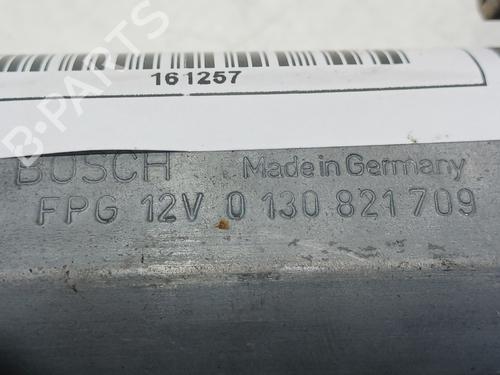 161257
BOSCH Made in Germany
FPG 12V 0 130 821 709
B-PARTS